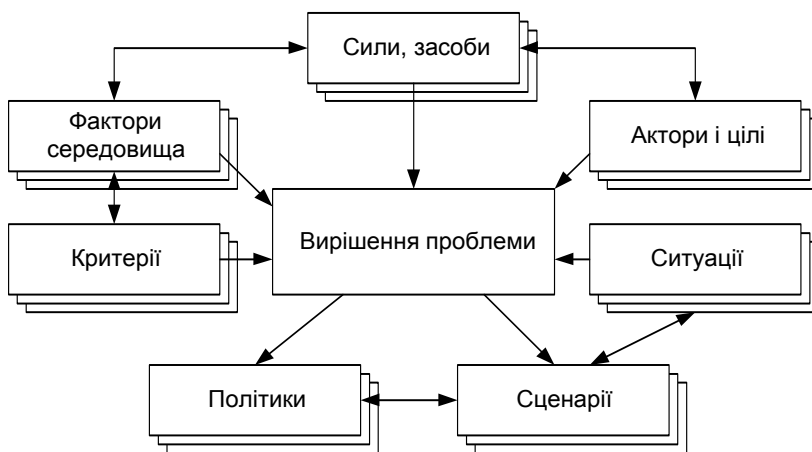 Сили, засоби
Фактори
середовища
Актори і цілі
Вирішення проблеми
Критерії
Ситуації
Політики
Сценарії